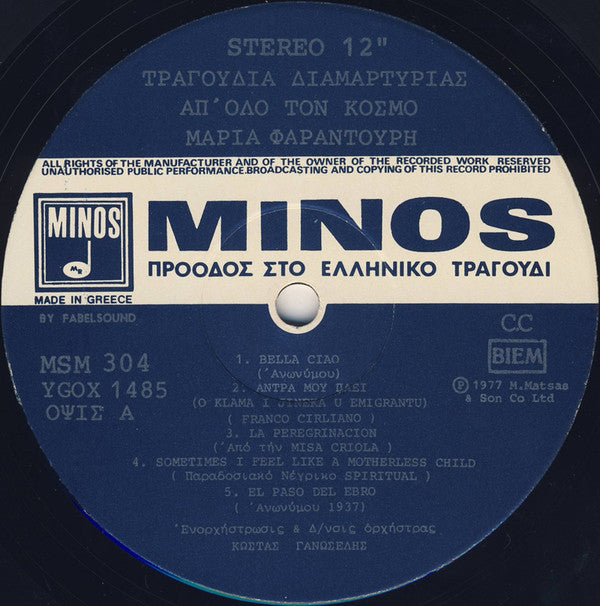 STEREO 12"
ΤΡΑΓΟΥΔΙΑ ΔΙΑΜΑΡΤΥΡΙΑΣ
ΑΠ'ΟΛΟ ΤΟΝ ΚΟΣΜΟ
ΜΑΡΙΑ ΦΑΡΑΝΤΟΥΡΗ
ALL RIGHTS OF THE MANUFACTURER AND OF THE OWNER OF THE RECORDED WORK RESERVED
UNAUTHORISED PUBLIC PERFORMANCE.BROADCASTING AND COPYING OF THIS RECORD PROHIBITED
MINOS
MINOS
ΠΡΟΟΔΟΣ ΣΤΟ ΕΛΛΗΝΙΚΟ ΤΡΑΓΟΥΔΙ
MADE IN GREECE
BY FABELSOUND
C.C
BIEM
MSM 304
YGOX 1485
ΟΨΙΣ Α
℗ 1977 M.Matsas
& Son Co Ltd
1. BELLA CIAO
('Ανωνύμου)
2. ΑΝΤΡΑ ΜΟΥ ΠΑΕΙ
(O KLAMA I JINEKA U EMIGRANTU)
( FRANCO CIRLIANO )
3. LA PEREGRINACION
('Από τήν MISA CRIOLA )
4. SOMETIMES I FEEL LIKE A MOTHERLESS CHILD
( Παραδοσιακό Νέγρικο SPIRITUAL )
5. EL PASO DEL EBRO
( 'Ανωνύμου 1937)
'Ενορχήστρωσις & Δ/νσις όρχήστρας
ΚΩΣΤΑΣ ΓΑΝΩΣΕΛΗΣ